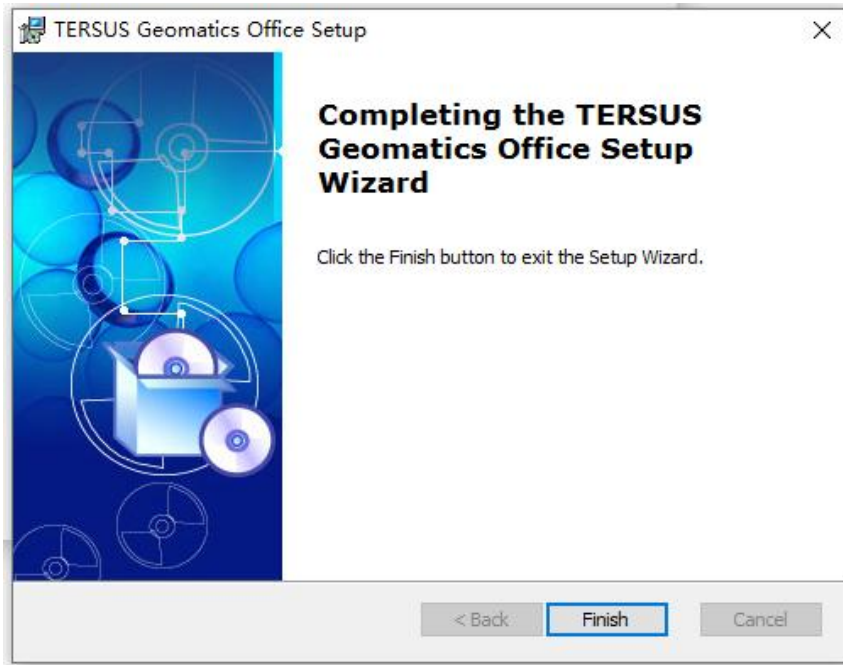 TERSUS Geomatics Office Setup
Completing the TERSUS
Geomatics Office Setup
Wizard
Click the Finish button to exit the Setup Wizard.
< Back
Finish
Cancel